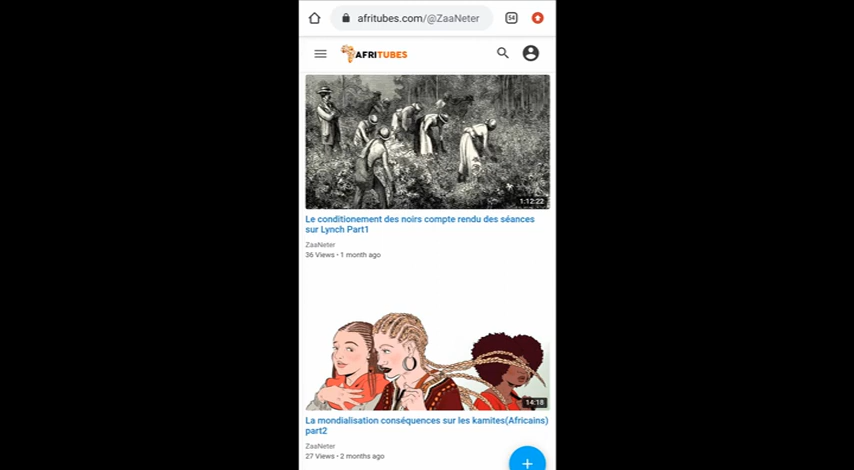 afritubes.com/@ZaaNeter
54
AFRITUBES
1:12:22
Le conditionement des noirs compte rendu des séances
sur Lynch Part1
ZaaNeter
36 Views • 1 month ago
14:18
La mondialisation conséquences sur les kamites(Africains)
part2
ZaaNeter
27 Views • 2 months ago